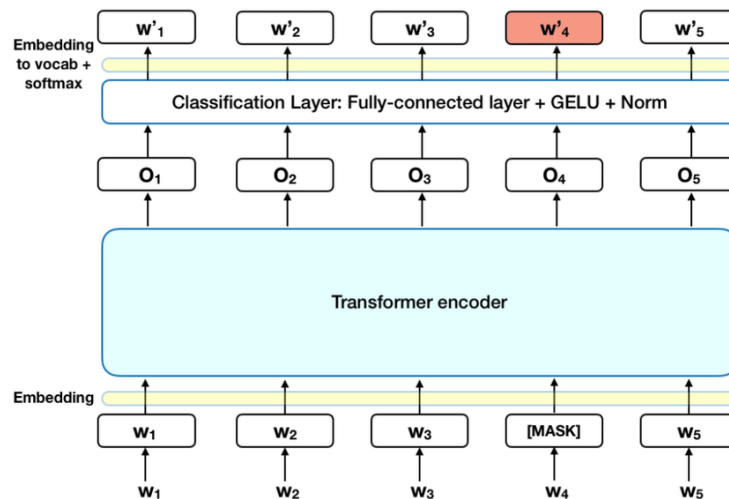 w'₁ w'₂ w'₃ w'₄ w'₅
Embedding
to vocab +
softmax
Classification Layer: Fully-connected layer + GELU + Norm
O₁ O₂ O₃ O₄ O₅
Transformer encoder
Embedding
w₁ w₂ w₃ [MASK] w₅
w₁ w₂ w₃ w₄ w₅